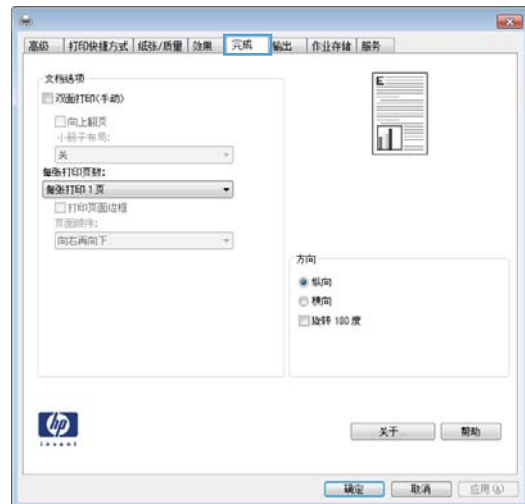 高级 打印快捷方式 纸张/质量 效果 完成 输出 作业存储 服务
文档选项
双面打印(手动)
向上翻页
小册子布局:
关
每张打印页数:
每张打印 1 页
打印页面边框
页面顺序:
向右再向下
E
方向
纵向
横向
旋转 180 度
hp
invent
关于...
帮助
确定
取消
应用(A)